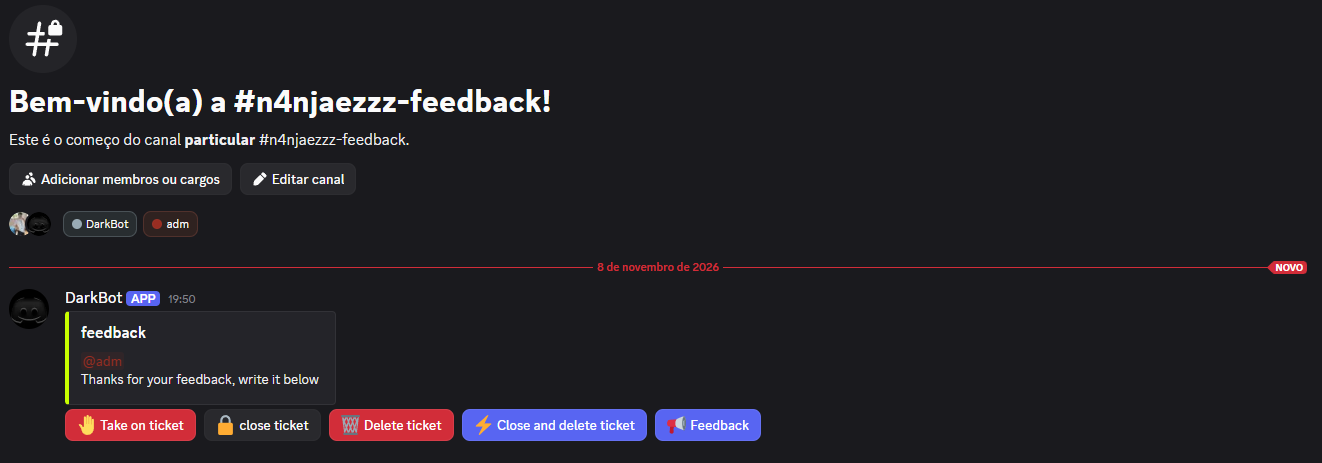 Bem-vindo(a) a #n4njaezzz-feedback!
Este é o começo do canal particular #n4njaezzz-feedback.
Adicionar membros ou cargos Editar canal
DarkBot adm
8 de novembro de 2026 NOVO
DarkBot APP 19:50
feedback
@adm
Thanks for your feedback, write it below
Take on ticket close ticket Delete ticket Close and delete ticket Feedback